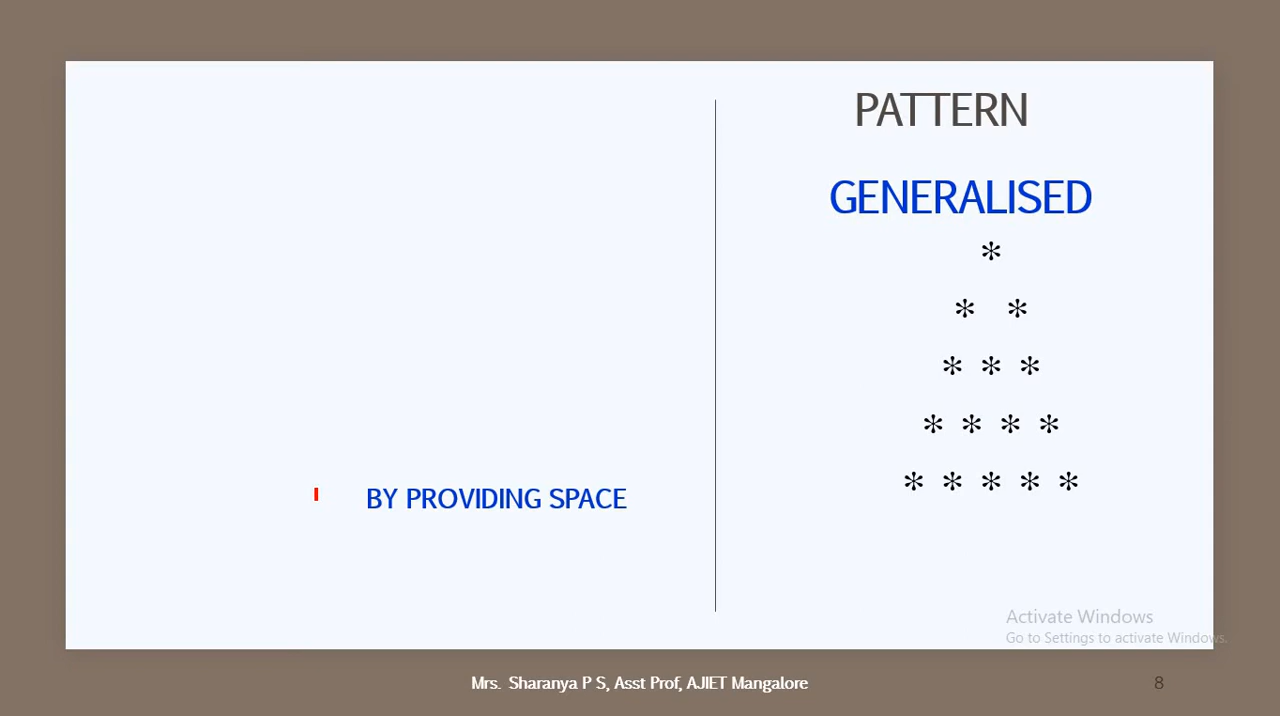 PATTERN
GENERALISED
*
* *
* * *
* * * *
* * * * *
BY PROVIDING SPACE
Activate Windows
Go to Settings to activate Windows.
Mrs. Sharanya P S, Asst Prof, AJIET Mangalore
8